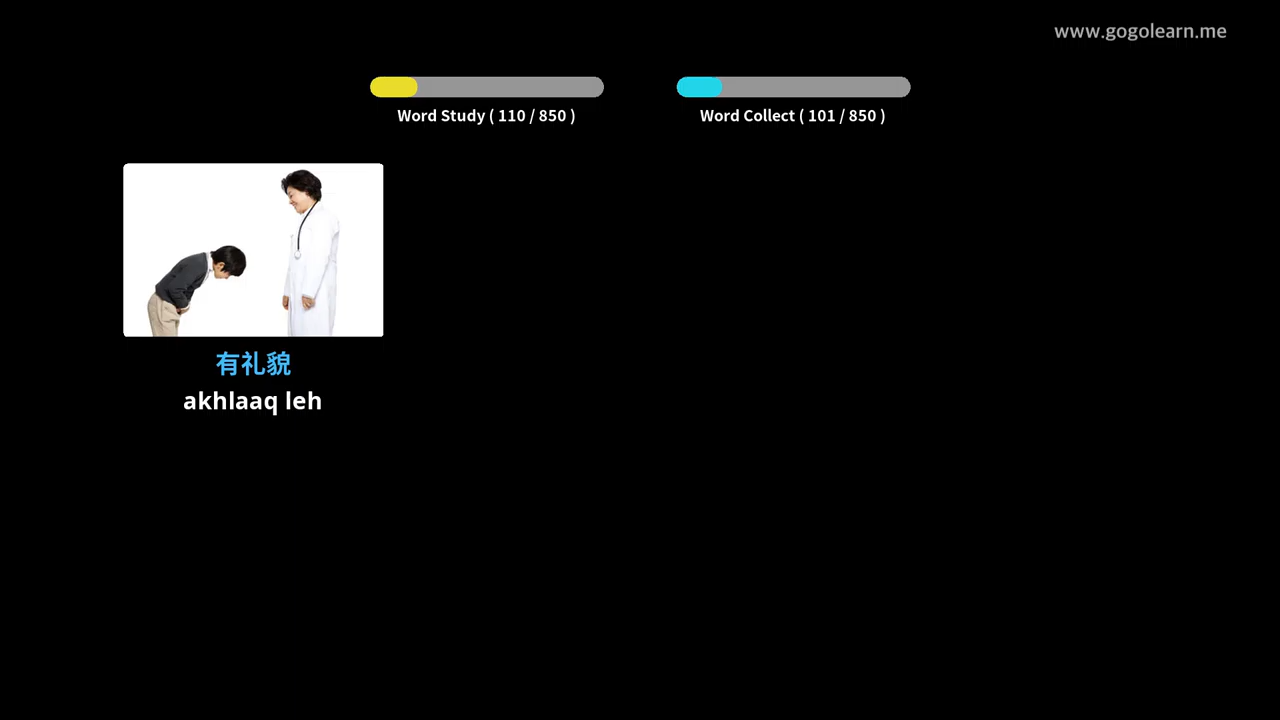 www.gogolearn.me
Word Study ( 110 / 850 )
Word Collect ( 101 / 850 )
有礼貌
akhlaaq leh